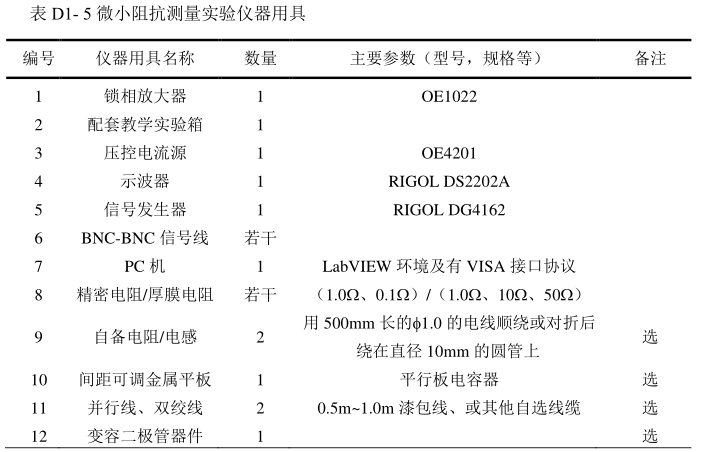 表 D1- 5 微小阻抗测量实验仪器用具
编号 仪器用具名称 数量 主要参数（型号，规格等） 备注
1 锁相放大器 1 OE1022
2 配套教学实验箱 1
3 压控电流源 1 OE4201
4 示波器 1 RIGOL DS2202A
5 信号发生器 1 RIGOL DG4162
6 BNC-BNC 信号线 若干
7 PC 机 1 LabVIEW 环境及有 VISA 接口协议
8 精密电阻/厚膜电阻 若干 （1.0Ω、0.1Ω）/（1.0Ω、10Ω、50Ω）
9 自备电阻/电感 2 用 500mm 长的ϕ1.0 的电线顺绕或对折后
绕在直径 10mm 的圆管上 选
10 间距可调金属平板 1 平行板电容器 选
11 并行线、双绞线 2 0.5m~1.0m 漆包线、或其他自选线缆 选
12 变容二极管器件 1 选